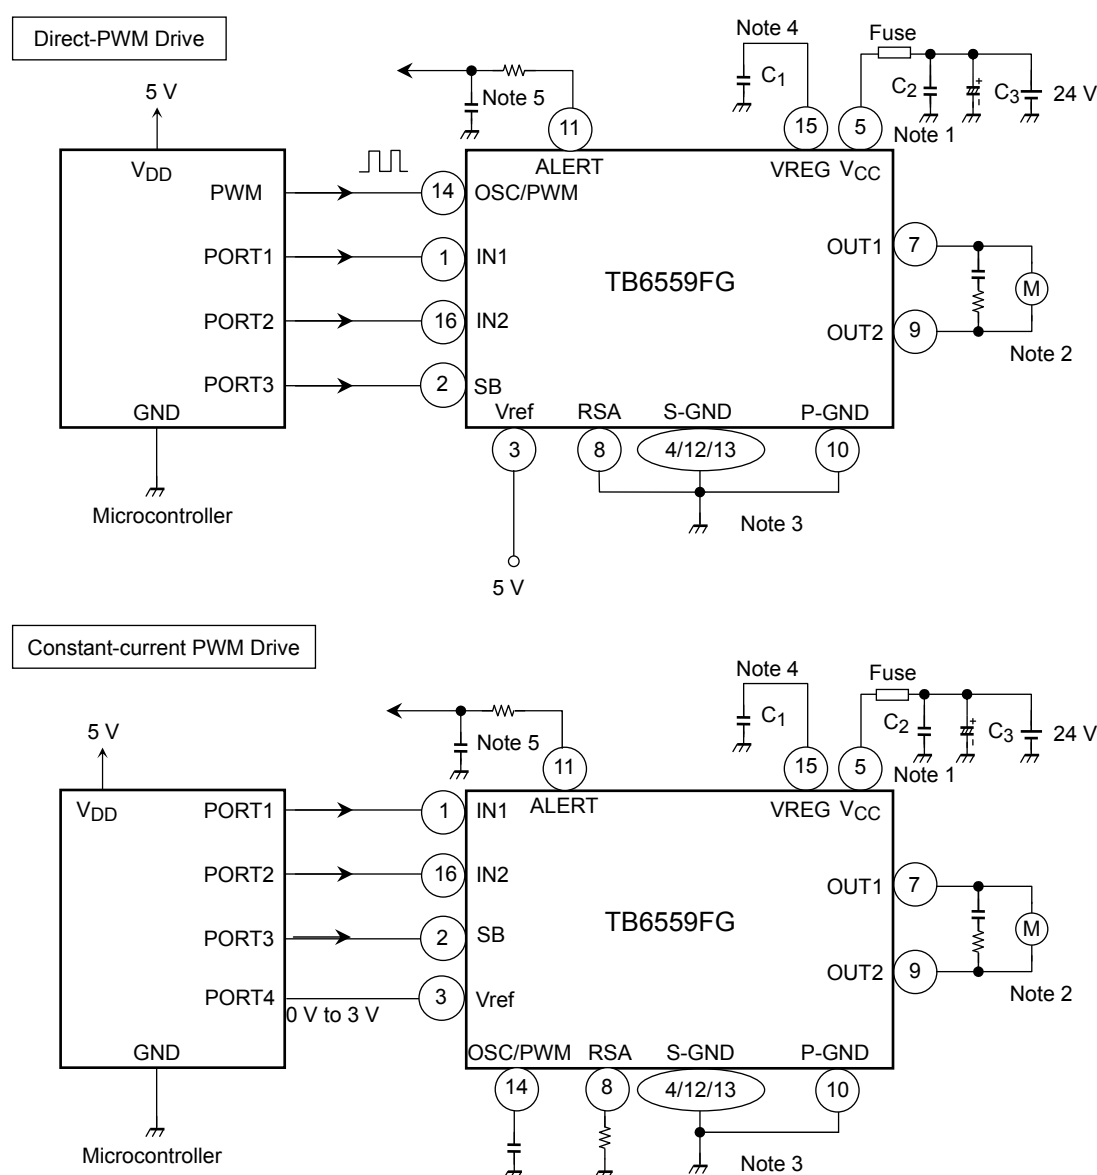 Direct-PWM Drive
Note 4
Fuse
5 V
C1
C2
C3
24 V
Note 5
11
15
5
Note 1
VDD
ALERT
VREG
VCC
PWM
14
OSC/PWM
PORT1
1
IN1
OUT1
7
TB6559FG
M
PORT2
16
IN2
OUT2
9
Note 2
PORT3
2
SB
GND
Vref
RSA
S-GND
P-GND
3
8
4/12/13
10
Microcontroller
Note 3
5 V
Constant-current PWM Drive
Note 4
Fuse
5 V
C1
C2
C3
24 V
Note 5
11
15
5
Note 1
VDD
PORT1
1
IN1
ALERT
VREG
VCC
PORT2
16
IN2
OUT1
7
TB6559FG
M
PORT3
2
SB
OUT2
9
Note 2
PORT4
0 V to 3 V
3
Vref
GND
OSC/PWM
RSA
S-GND
P-GND
14
8
4/12/13
10
Microcontroller
Note 3